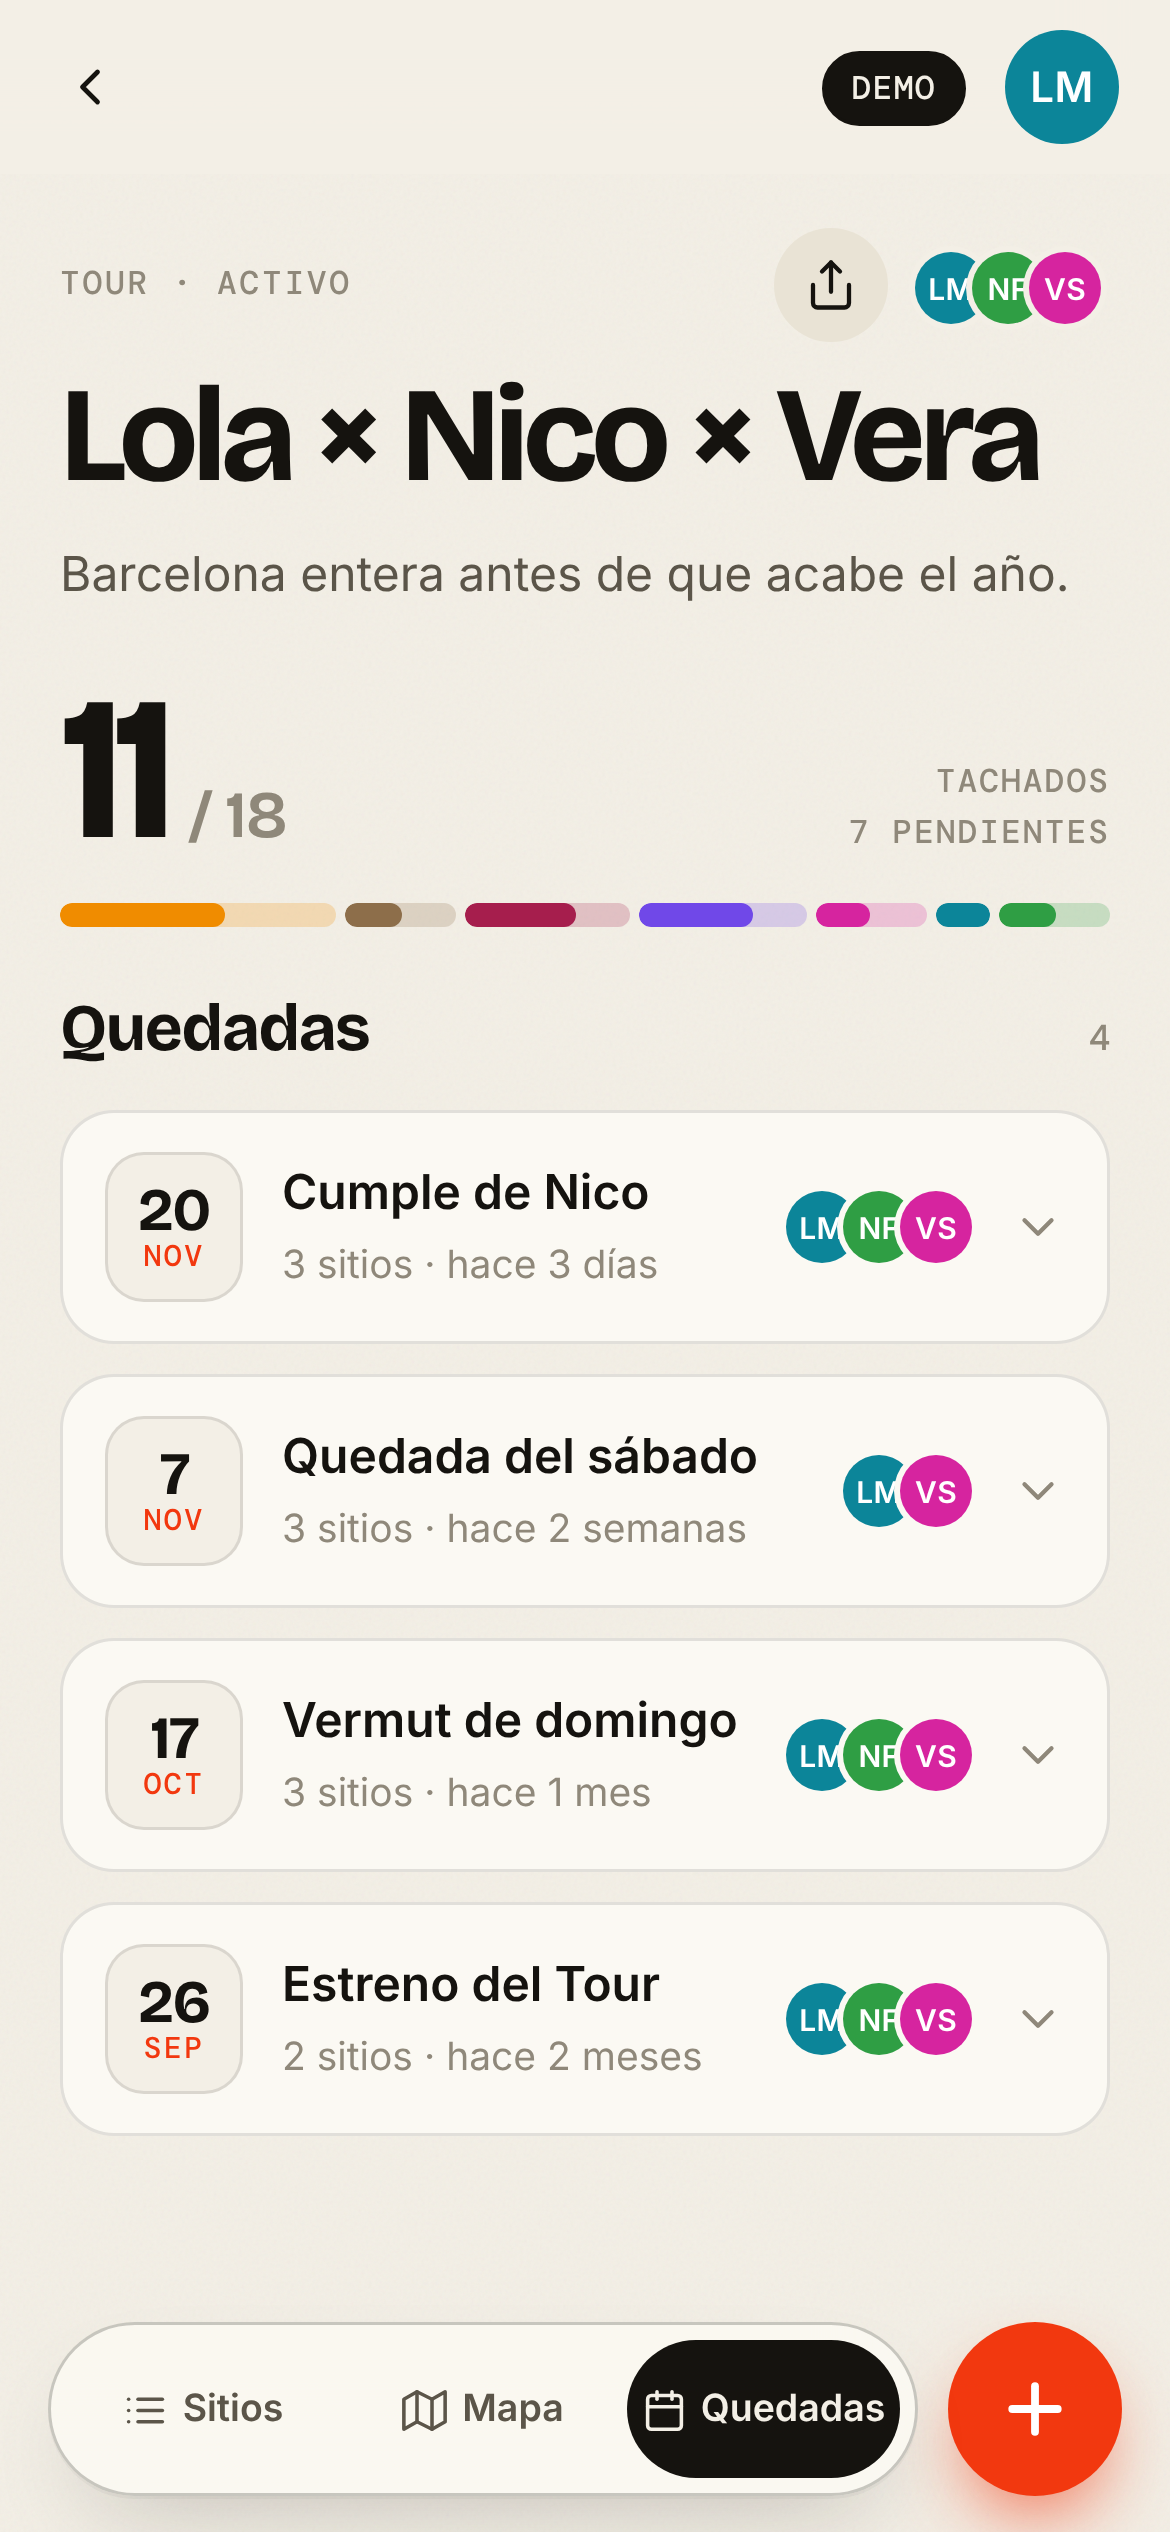 DEMO
LM
TOUR · ACTIVO
LM NF VS
Lola × Nico × Vera
Barcelona entera antes de que acabe el año.
11 / 18
TACHADOS
7 PENDIENTES
Quedadas
4
20
NOV
Cumple de Nico
3 sitios · hace 3 días
LM NF VS
7
NOV
Quedada del sábado
3 sitios · hace 2 semanas
LM VS
17
OCT
Vermut de domingo
3 sitios · hace 1 mes
LM NF VS
26
SEP
Estreno del Tour
2 sitios · hace 2 meses
LM NF VS
Sitios
Mapa
Quedadas